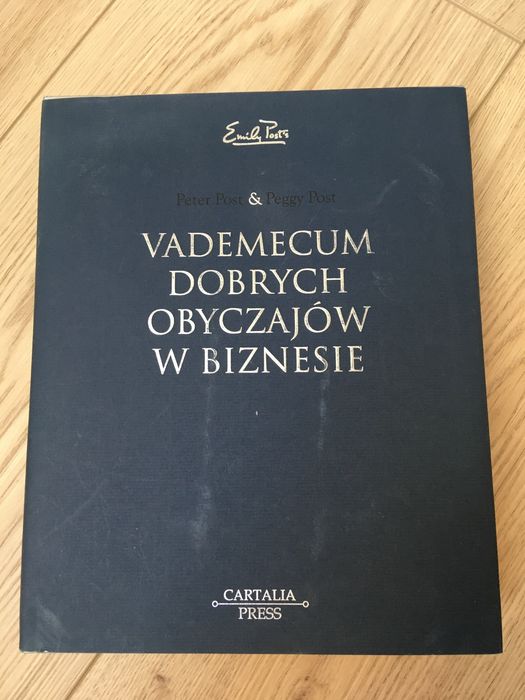 Emily Post's
Peter Post & Peggy Post
VADEMECUM
DOBRYCH
OBYCZAJÓW
W BIZNESIE
CARTALIA
PRESS